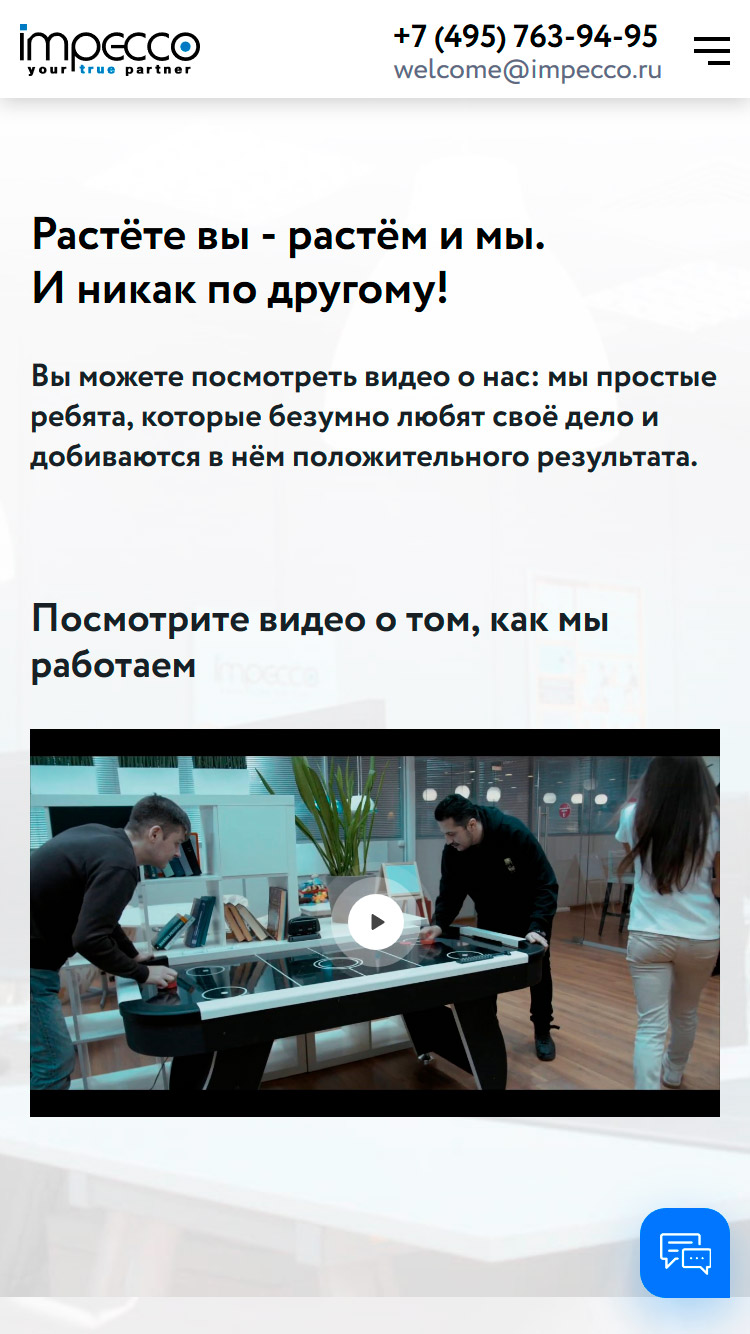 impecco
your true partner
+7 (495) 763-94-95
welcome@impecco.ru
Растёте вы - растём и мы.
И никак по другому!
Вы можете посмотреть видео о нас: мы простые
ребята, которые безумно любят своё дело и
добиваются в нём положительного результата.
Посмотрите видео о том, как мы
работаем
impecco